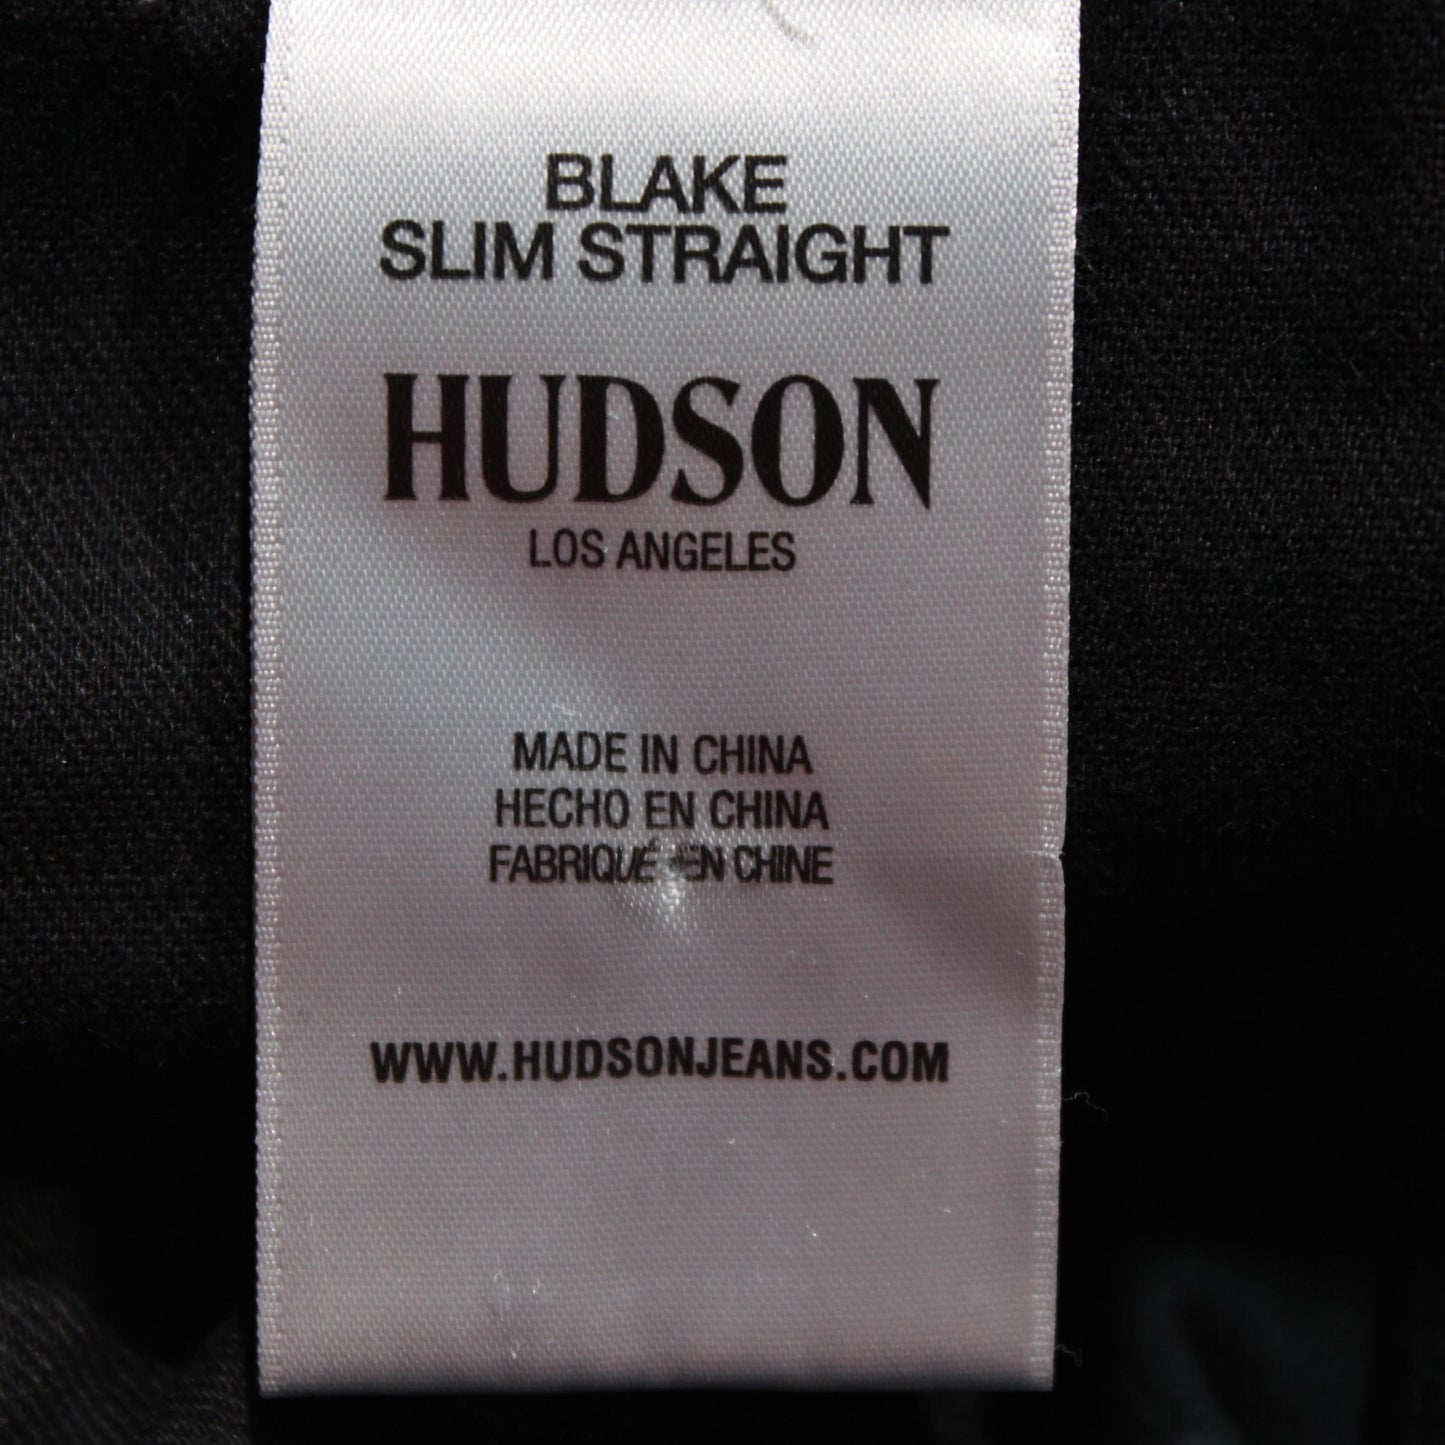 BLAKE
SLIM STRAIGHT
HUDSON
LOS ANGELES
MADE IN CHINA
HECHO EN CHINA
FABRIQUÉ EN CHINE
WWW.HUDSONJEANS.COM